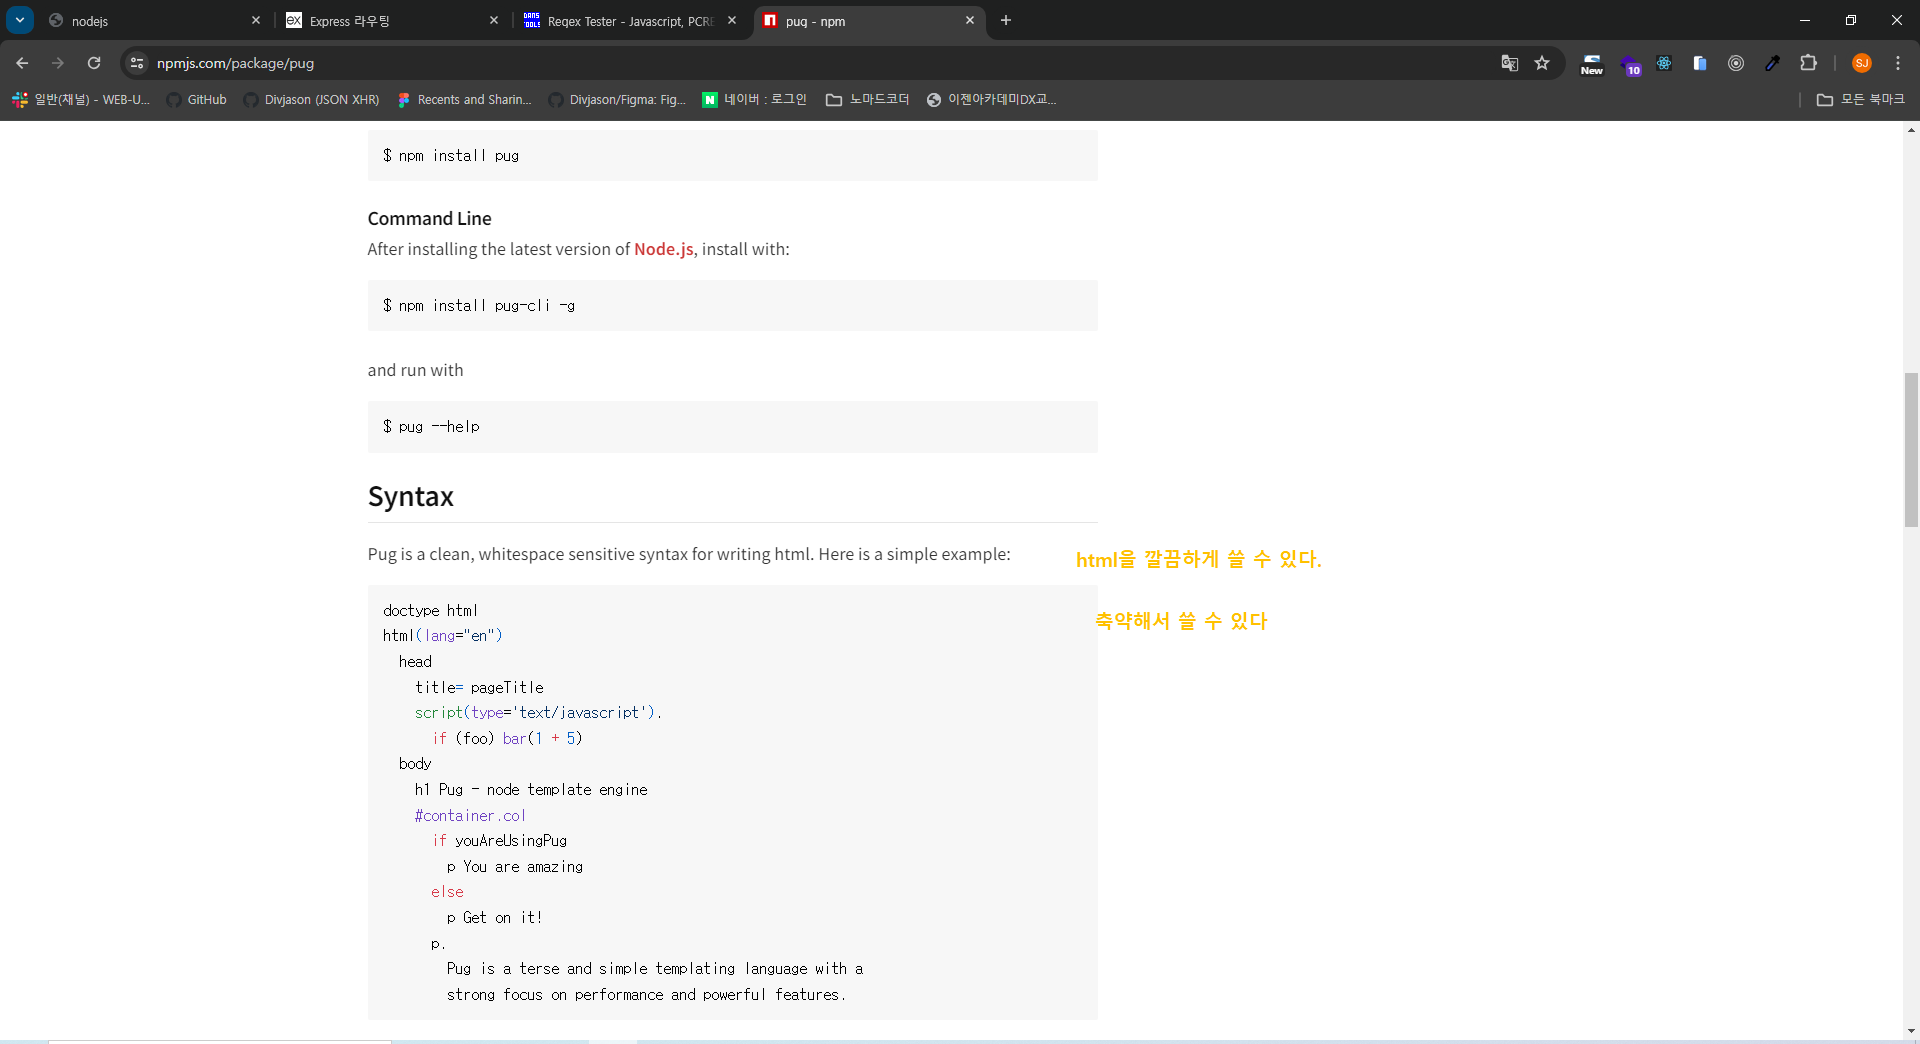 nodejs
Express 라우팅
Regex Tester - Javascript, PCRE
pug - npm
npmjs.com/package/pug
New
10
SJ
일반(채널) - WEB-U...
GitHub
Divjason (JSON XHR)
Recents and Sharin...
Divjason/Figma: Fig...
네이버 : 로그인
노마드코더
이젠아카데미DX교...
모든 북마크
$ npm install pug
Command Line
After installing the latest version of Node.js, install with:
$ npm install pug-cli -g
and run with
$ pug --help
Syntax
Pug is a clean, whitespace sensitive syntax for writing html. Here is a simple example:
html을 깔끔하게 쓸 수 있다.
축약해서 쓸 수 있다
doctype html
html(lang="en")
head
title= pageTitle
script(type='text/javascript').
if (foo) bar(1 + 5)
body
h1 Pug - node template engine
#container.col
if youAreUsingPug
p You are amazing
else
p Get on it!
p.
Pug is a terse and simple templating language with a
strong focus on performance and powerful features.